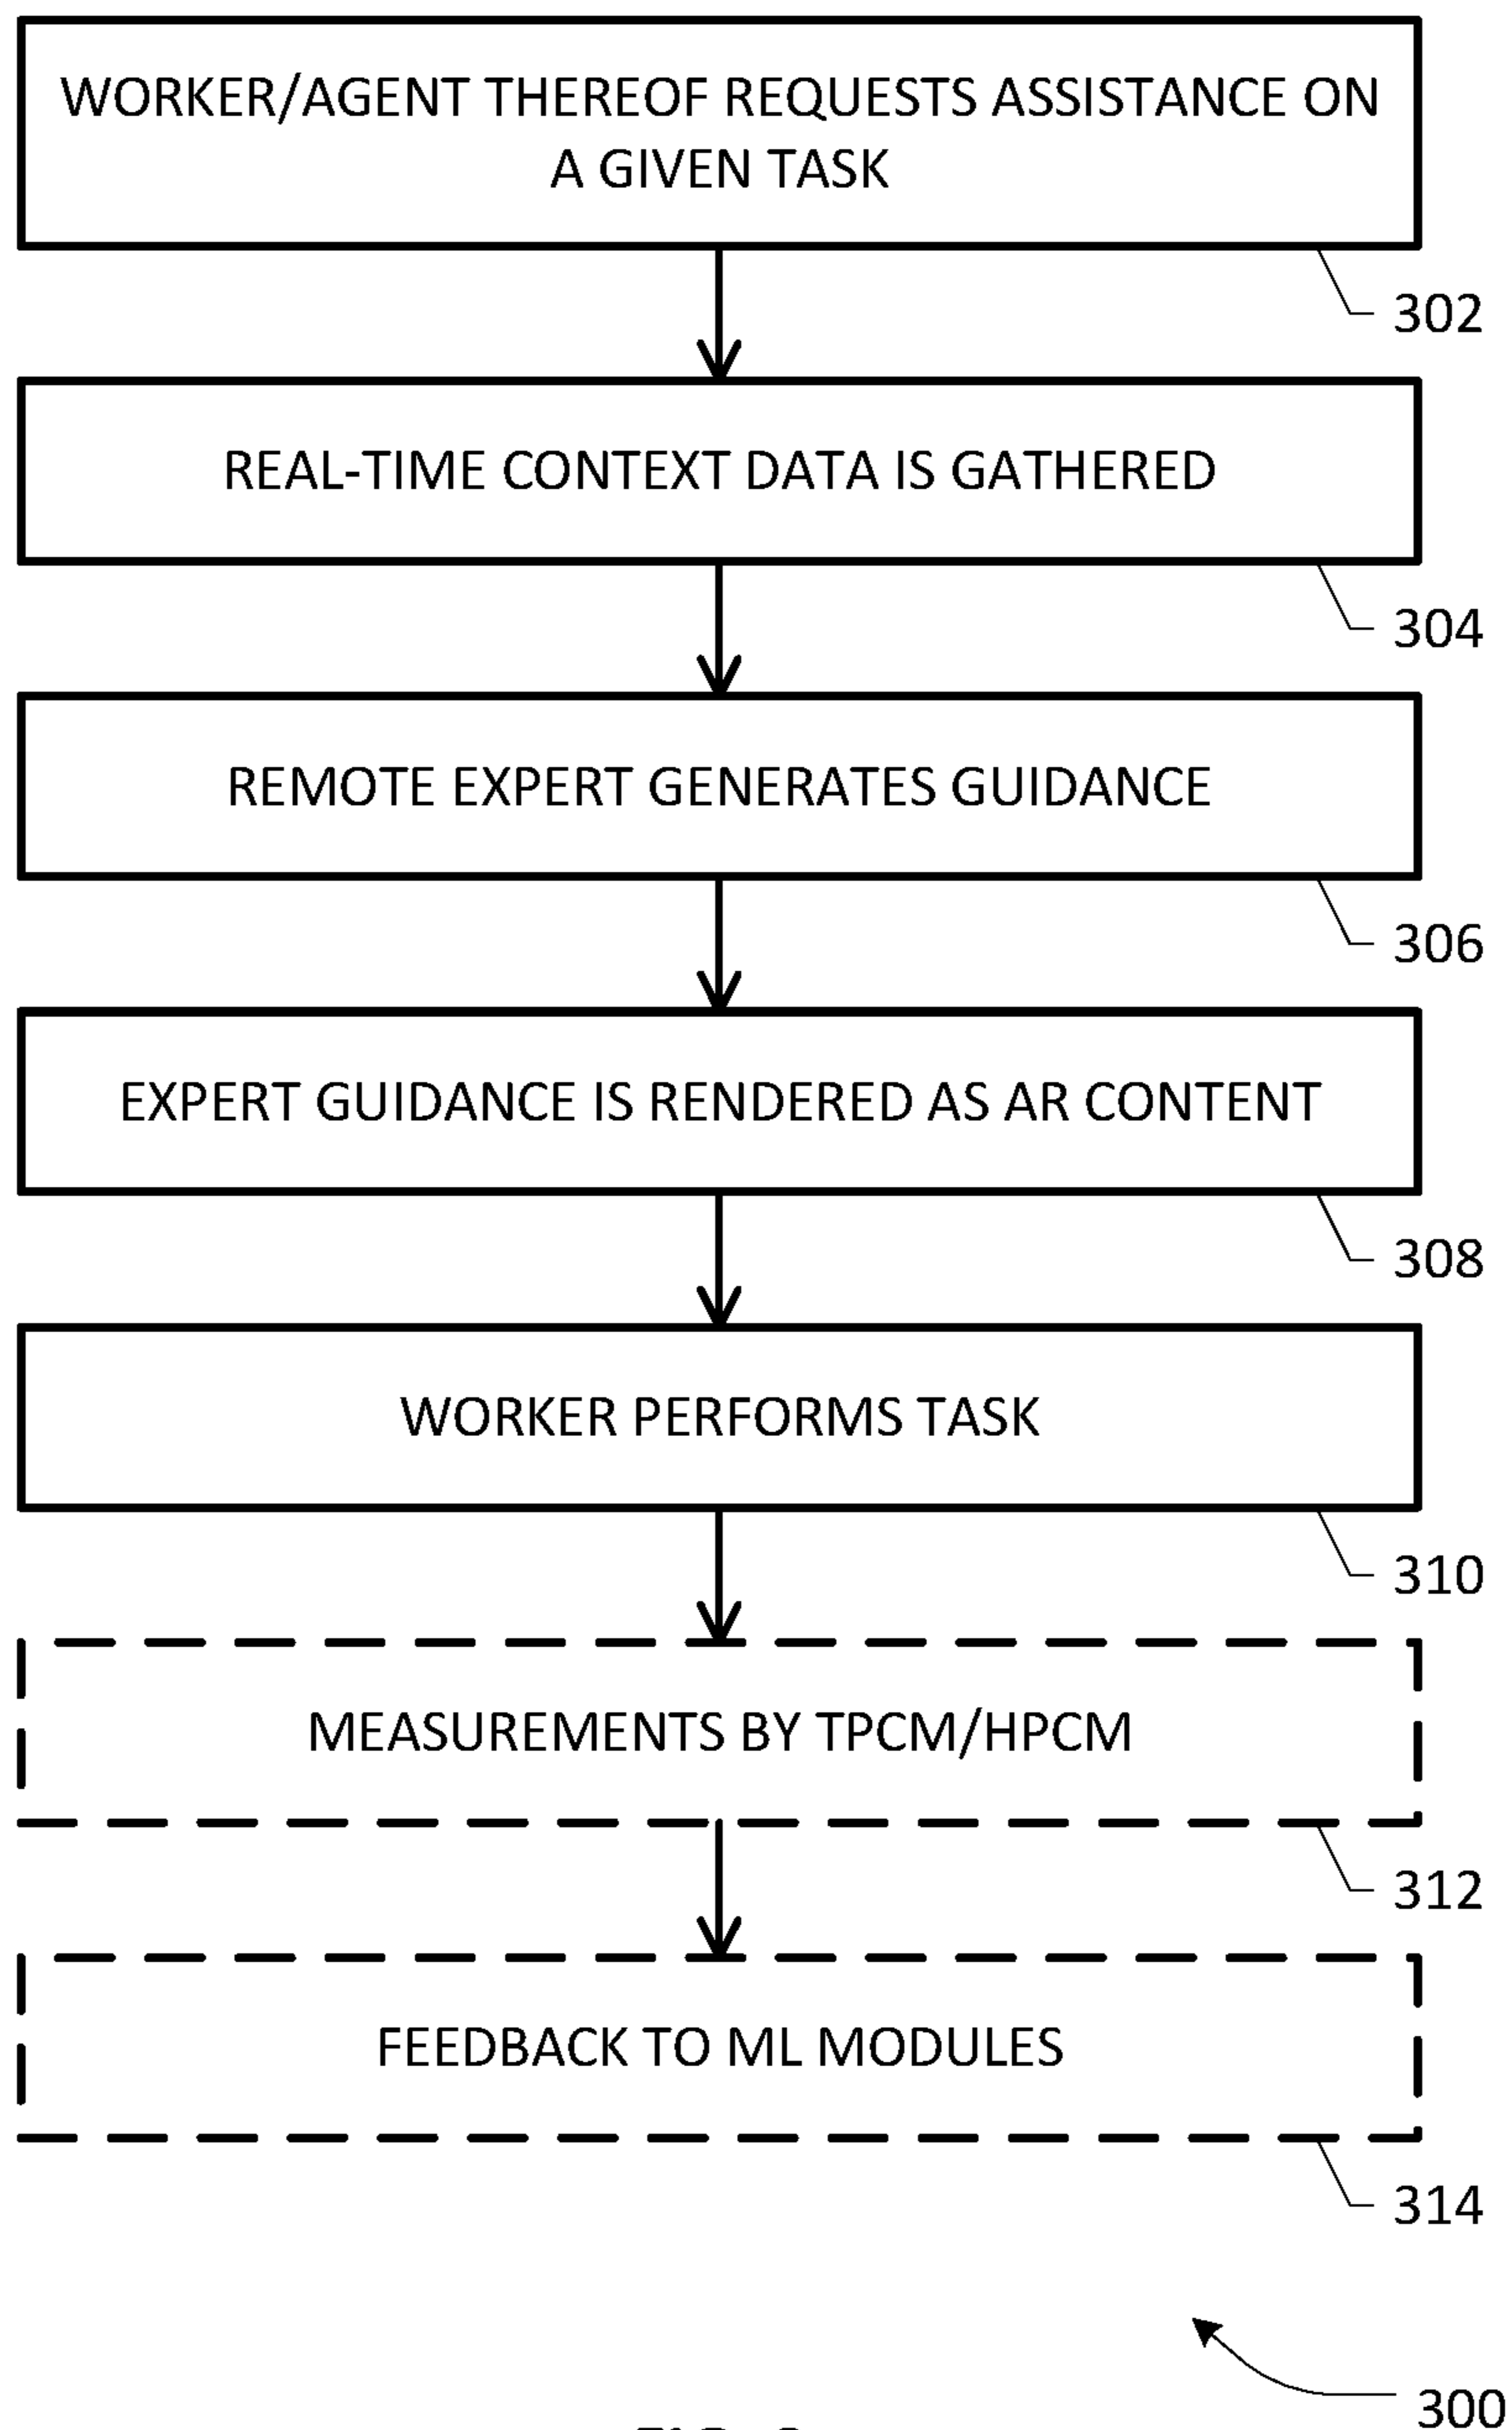 WORKER/AGENT THEREOF REQUESTS ASSISTANCE ON
A GIVEN TASK
302
REAL-TIME CONTEXT DATA IS GATHERED
304
REMOTE EXPERT GENERATES GUIDANCE
306
EXPERT GUIDANCE IS RENDERED AS AR CONTENT
308
WORKER PERFORMS TASK
310
MEASUREMENTS BY TPCM/HPCM
312
FEEDBACK TO ML MODULES
314
300